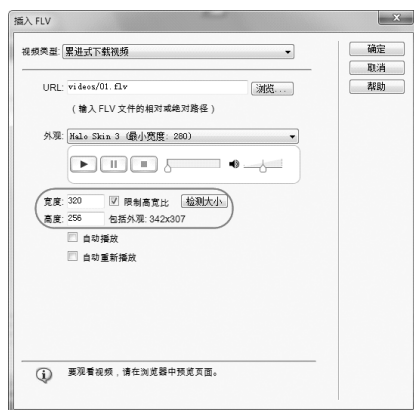 插入 FLV
视频类型: 累进式下载视频
确定
取消
帮助
URL: videos/01.flv 浏览...
(输入 FLV 文件的相对或绝对路径)
外观: Halo Skin 3 (最小宽度: 280)
宽度: 320 限制高宽比 检测大小
高度: 256 包括外观: 342x307
自动播放
自动重新播放
要观看视频，请在浏览器中预览页面。